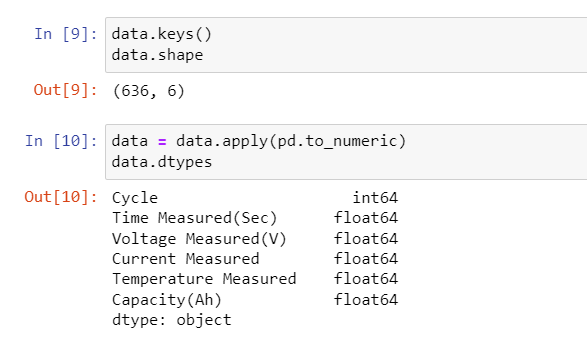 In [9]: data.keys()
data.shape
Out[9]: (636, 6)
In [10]: data = data.apply(pd.to_numeric)
data.dtypes
Out[10]: Cycle int64
Time Measured(Sec) float64
Voltage Measured(V) float64
Current Measured float64
Temperature Measured float64
Capacity(Ah) float64
dtype: object